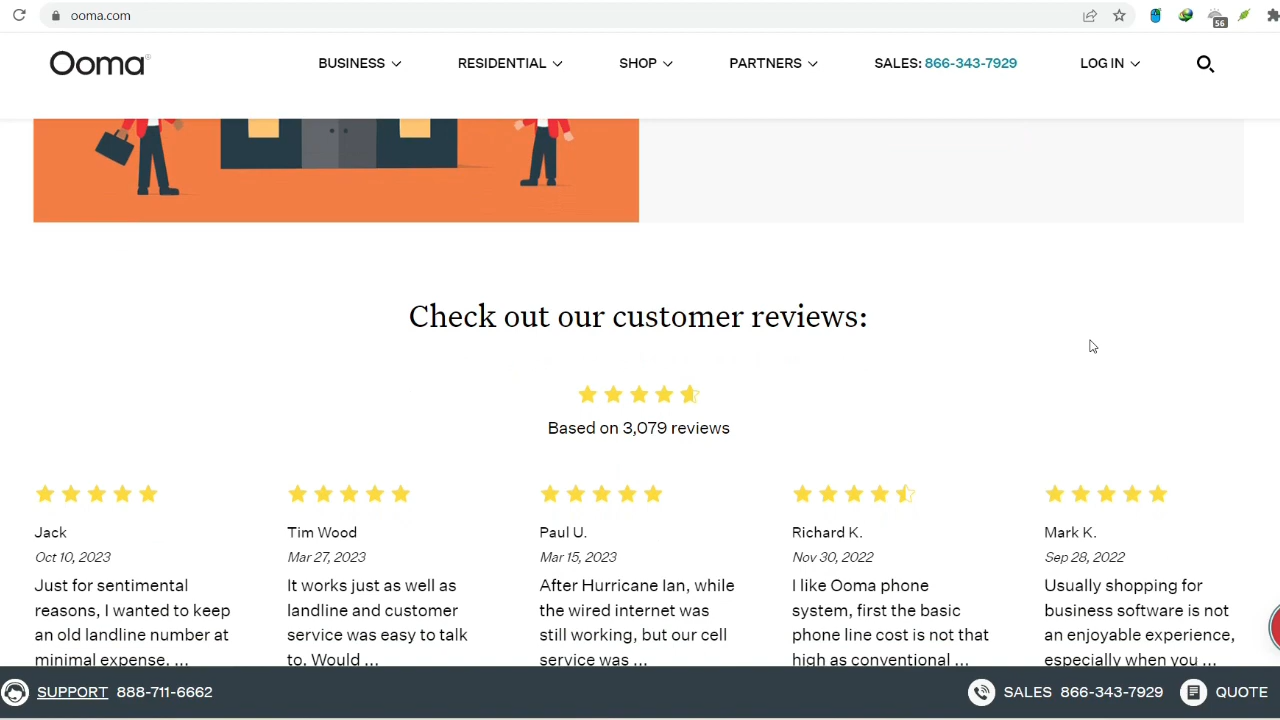 ooma.com
56
Ooma®
BUSINESS RESIDENTIAL SHOP PARTNERS SALES: 866-343-7929 LOG IN
Check out our customer reviews:
Based on 3,079 reviews
Jack
Oct 10, 2023
Just for sentimental
reasons, I wanted to keep
an old landline number at
minimal expense. ...
Tim Wood
Mar 27, 2023
It works just as well as
landline and customer
service was easy to talk
to. Would ...
Paul U.
Mar 15, 2023
After Hurricane Ian, while
the wired internet was
still working, but our cell
service was ...
Richard K.
Nov 30, 2022
I like Ooma phone
system, first the basic
phone line cost is not that
high as conventional ...
Mark K.
Sep 28, 2022
Usually shopping for
business software is not
an enjoyable experience,
especially when you ...
SUPPORT 888-711-6662 SALES 866-343-7929 QUOTE